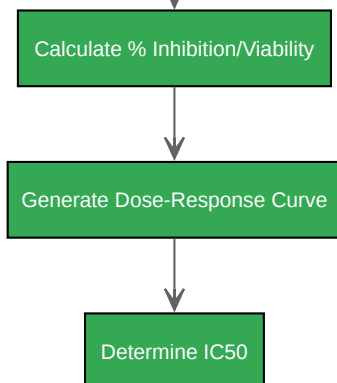 Calculate % Inhibition/Viability
Generate Dose-Response Curve
Determine IC50